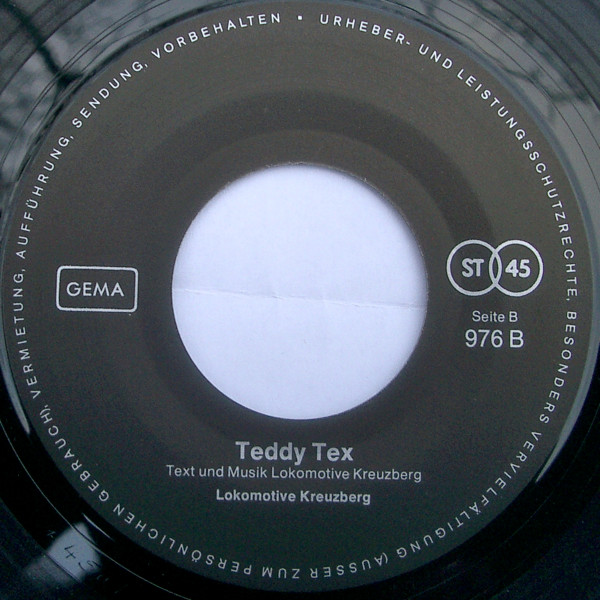 URHEBER- UND LEISTUNGSSCHUTZRECHTE, BESONDERS VERVIELFÄLTIGUNG (AUSSER ZUM PERSÖNLICHEN GEBRAUCH), VERMIETUNG, AUFFÜHRUNG, SENDUNG, VORBEHALTEN •
GEMA
ST 45
Seite B
976 B
Teddy Tex
Text und Musik Lokomotive Kreuzberg
Lokomotive Kreuzberg